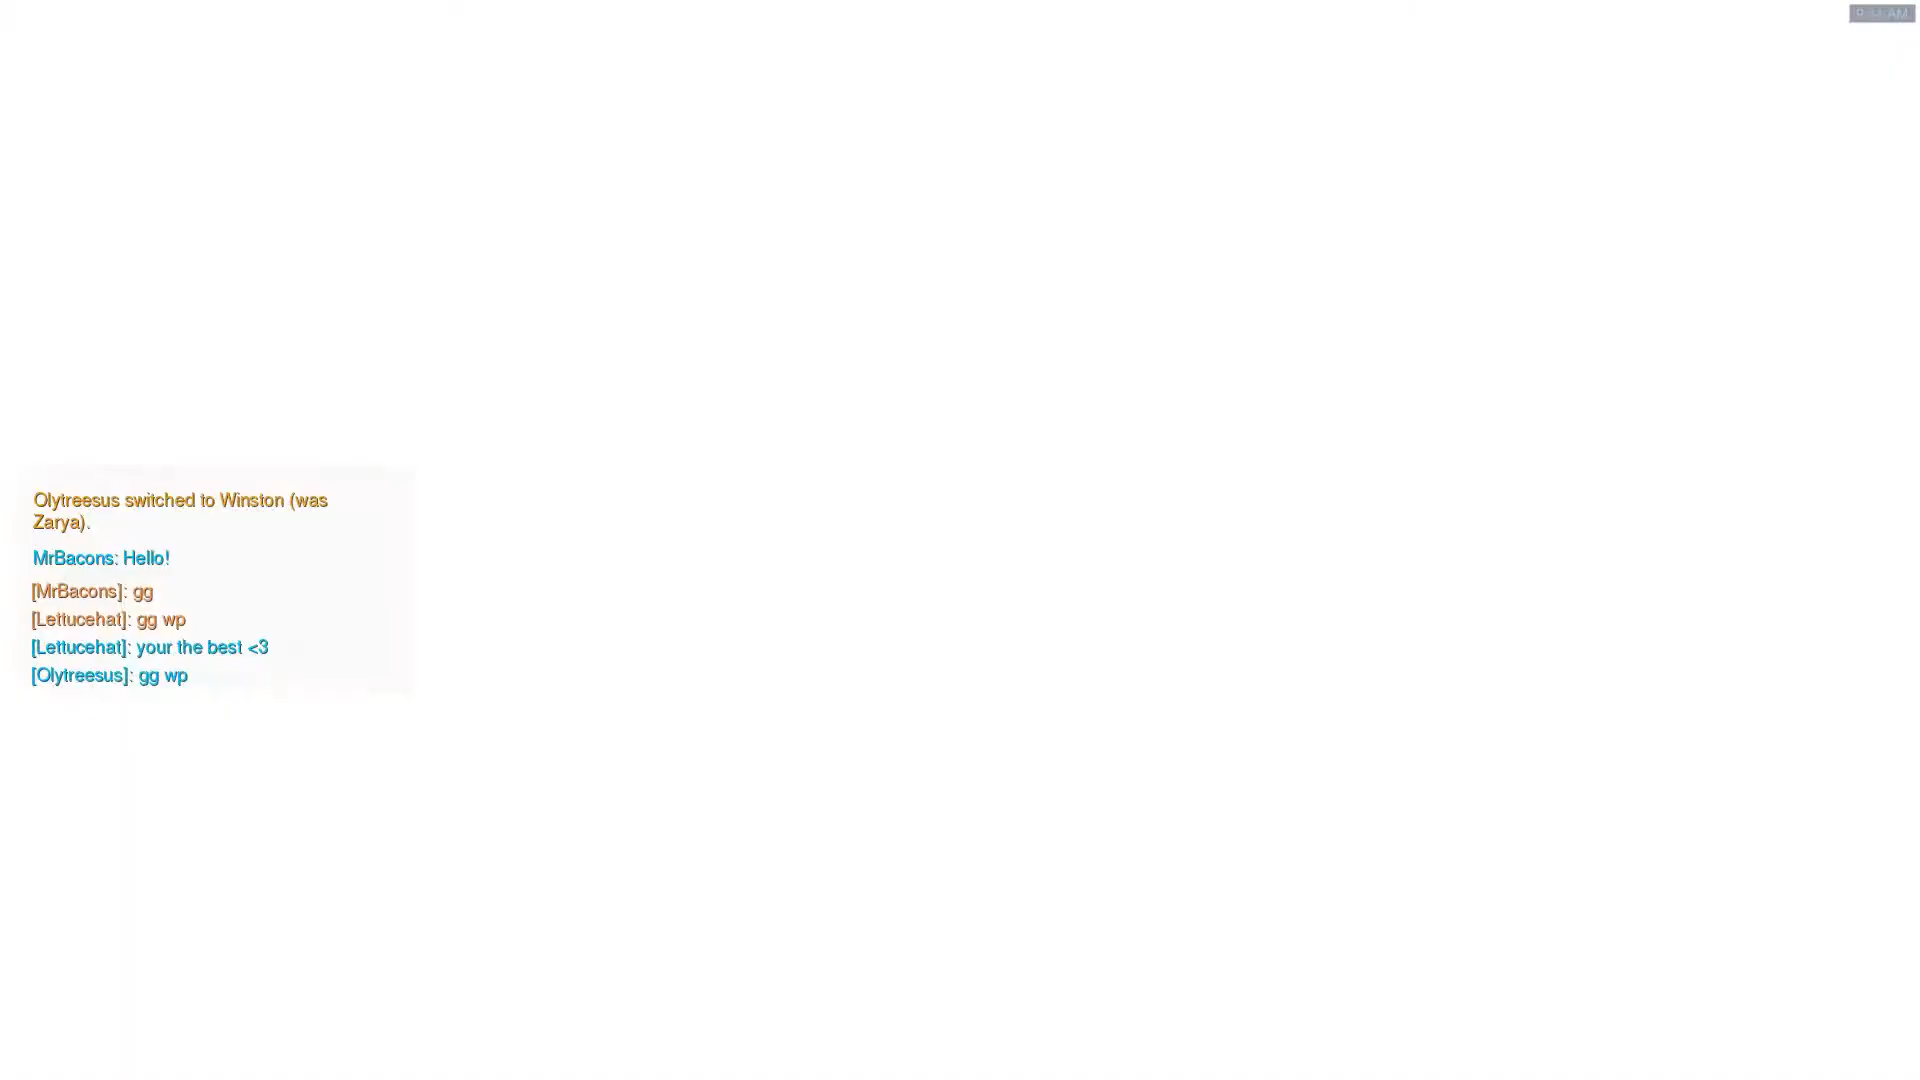 Olytreesus switched to Winston (was
Zarya).
MrBacons: Hello!
[MrBacons]: gg
[Lettucehat]: gg wp
[Lettucehat]: your the best <3
[Olytreesus]: gg wp
AM